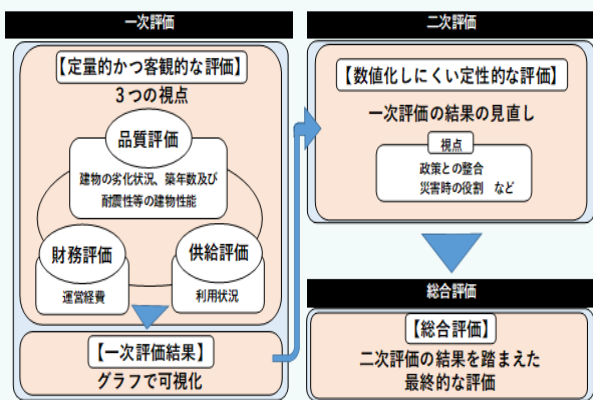 一次評価
【定量的かつ客観的な評価】
３つの視点
品質評価
建物の劣化状況、築年数及び
耐震性等の建物性能
財務評価
運営経費
供給評価
利用状況
【一次評価結果】
グラフで可視化
二次評価
【数値化しにくい定性的な評価】
一次評価の結果の見直し
視点
政策との整合
災害時の役割　など
総合評価
【総合評価】
二次評価の結果を踏まえた
最終的な評価